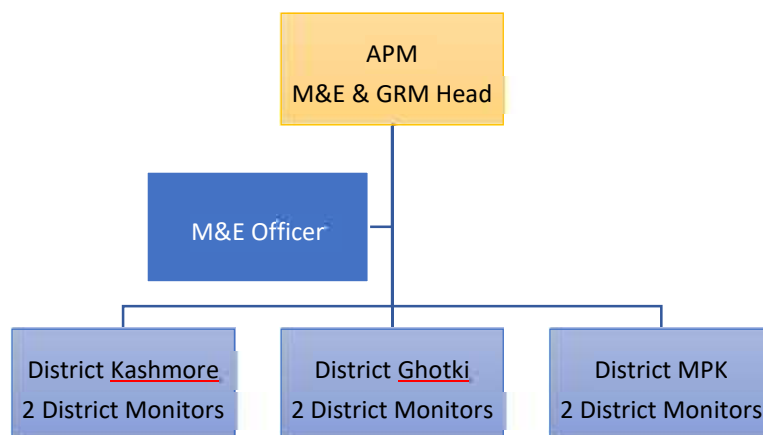 APM
M&E & GRM Head
M&E Officer
District Kashmore
2 District Monitors
District Ghotki
2 District Monitors
District MPK
2 District Monitors